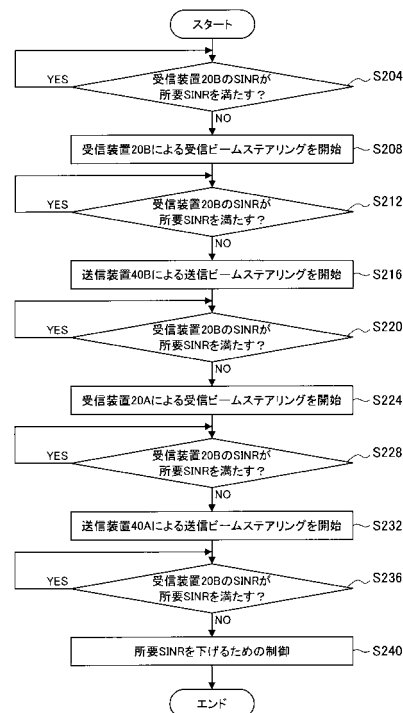 スタート
受信装置20BのSINRが
所要SINRを満たす？
S204
YES
NO
受信装置20Bによる受信ビームステアリングを開始
S208
受信装置20BのSINRが
所要SINRを満たす？
S212
YES
NO
送信装置40Bによる送信ビームステアリングを開始
S216
受信装置20BのSINRが
所要SINRを満たす？
S220
YES
NO
受信装置20Aによる受信ビームステアリングを開始
S224
受信装置20BのSINRが
所要SINRを満たす？
S228
YES
NO
送信装置40Aによる送信ビームステアリングを開始
S232
受信装置20BのSINRが
所要SINRを満たす？
S236
YES
NO
所要SINRを下げるための制御
S240
エンド